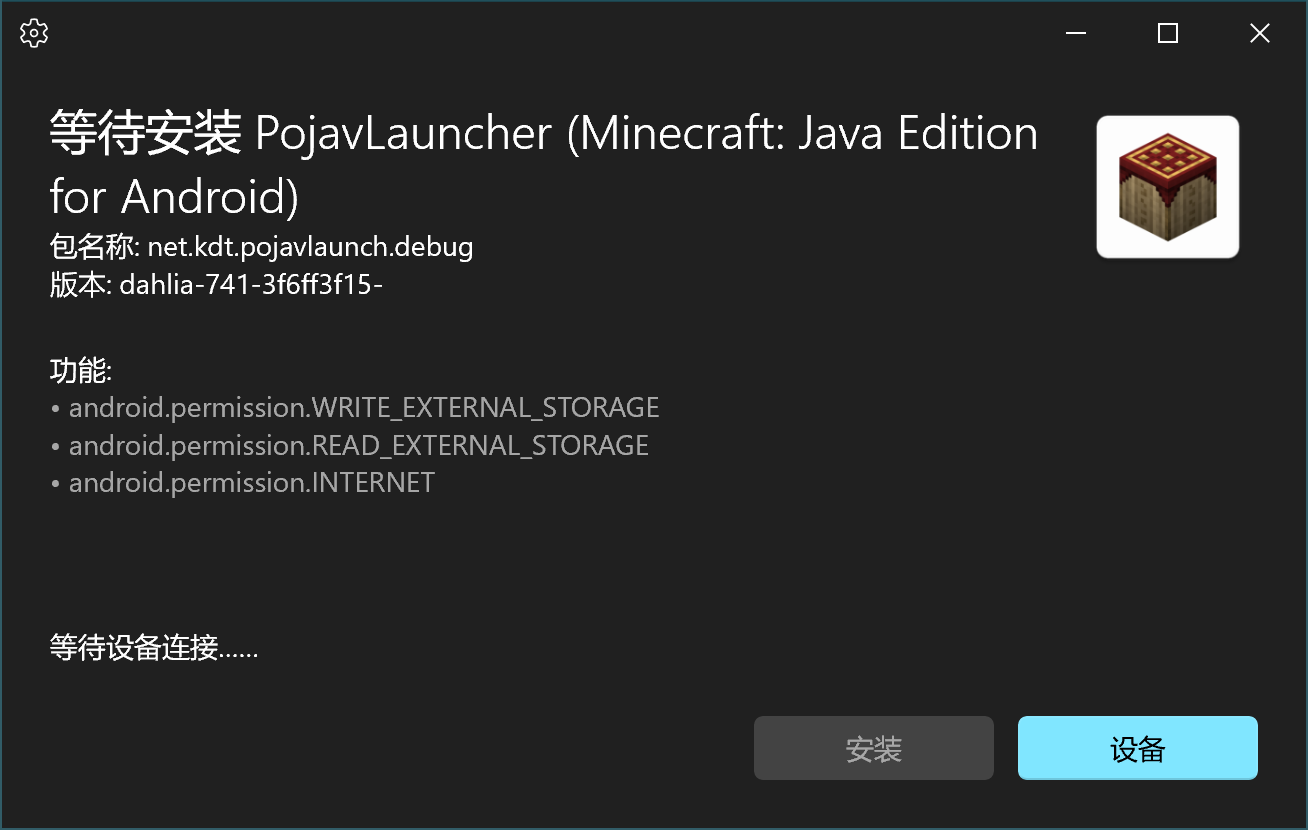 等待安装 PojavLauncher (Minecraft: Java Edition
for Android)
包名称: net.kdt.pojavlaunch.debug
版本: dahlia-741-3f6ff3f15-
功能:
• android.permission.WRITE_EXTERNAL_STORAGE
• android.permission.READ_EXTERNAL_STORAGE
• android.permission.INTERNET
等待设备连接......
安装
设备